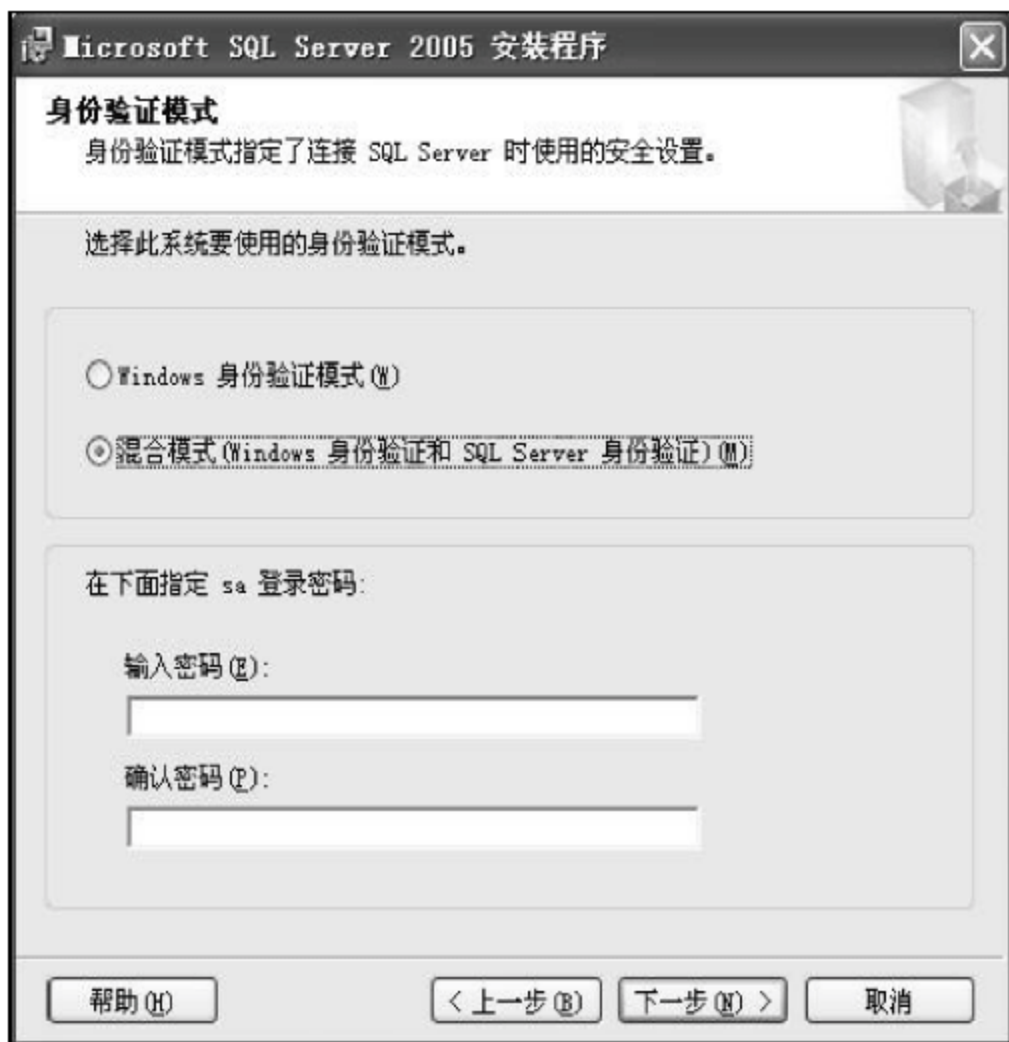 Microsoft SQL Server 2005 安装程序
身份验证模式
身份验证模式指定了连接 SQL Server 时使用的安全设置。
选择此系统要使用的身份验证模式。
Windows 身份验证模式(W)
混合模式(Windows 身份验证和 SQL Server 身份验证)(M)
在下面指定 sa 登录密码:
输入密码(E):
确认密码(P):
帮助(H) < 上一步(B) 下一步(N) > 取消